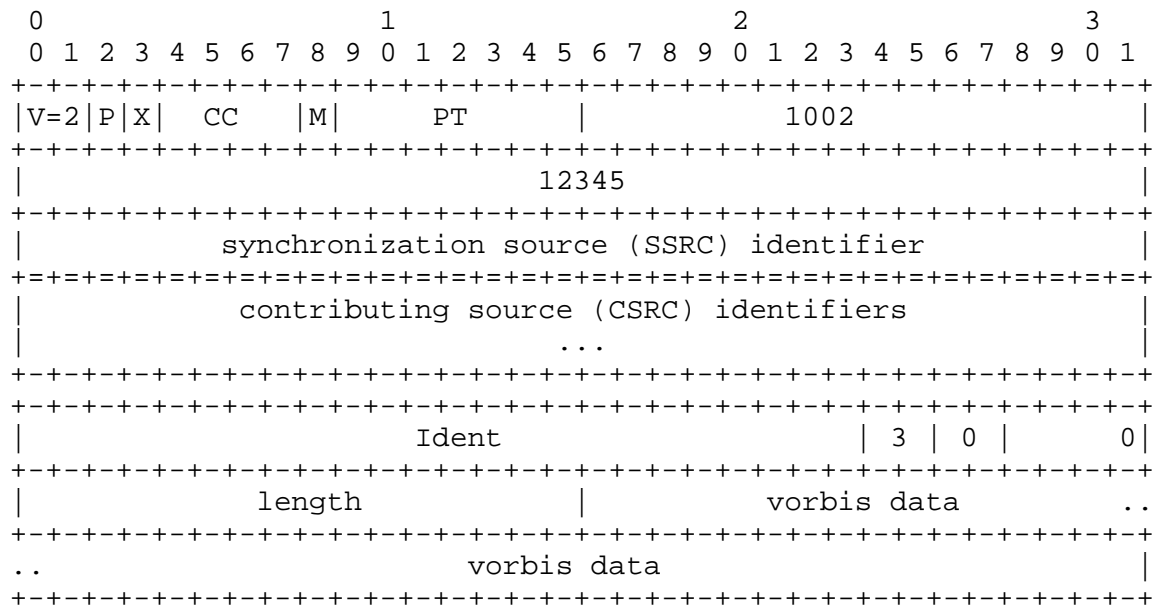 0                   1                   2                   3
 0 1 2 3 4 5 6 7 8 9 0 1 2 3 4 5 6 7 8 9 0 1 2 3 4 5 6 7 8 9 0 1
+-+-+-+-+-+-+-+-+-+-+-+-+-+-+-+-+-+-+-+-+-+-+-+-+-+-+-+-+-+-+-+-+
|V=2|P|X|  CC   |M|     PT      |           1002                |
+-+-+-+-+-+-+-+-+-+-+-+-+-+-+-+-+-+-+-+-+-+-+-+-+-+-+-+-+-+-+-+-+
|                             12345                             |
+-+-+-+-+-+-+-+-+-+-+-+-+-+-+-+-+-+-+-+-+-+-+-+-+-+-+-+-+-+-+-+-+
|           synchronization source (SSRC) identifier            |
+=+=+=+=+=+=+=+=+=+=+=+=+=+=+=+=+=+=+=+=+=+=+=+=+=+=+=+=+=+=+=+=+
|            contributing source (CSRC) identifiers             |
|                              ...                              |
+-+-+-+-+-+-+-+-+-+-+-+-+-+-+-+-+-+-+-+-+-+-+-+-+-+-+-+-+-+-+-+-+
+-+-+-+-+-+-+-+-+-+-+-+-+-+-+-+-+-+-+-+-+-+-+-+-+-+-+-+-+-+-+-+-+
|                      Ident                    | 3 | 0 |      0|
+-+-+-+-+-+-+-+-+-+-+-+-+-+-+-+-+-+-+-+-+-+-+-+-+-+-+-+-+-+-+-+-+
|             length            |          vorbis data         ..
+-+-+-+-+-+-+-+-+-+-+-+-+-+-+-+-+-+-+-+-+-+-+-+-+-+-+-+-+-+-+-+-+
..                        vorbis data                           |
+-+-+-+-+-+-+-+-+-+-+-+-+-+-+-+-+-+-+-+-+-+-+-+-+-+-+-+-+-+-+-+-+